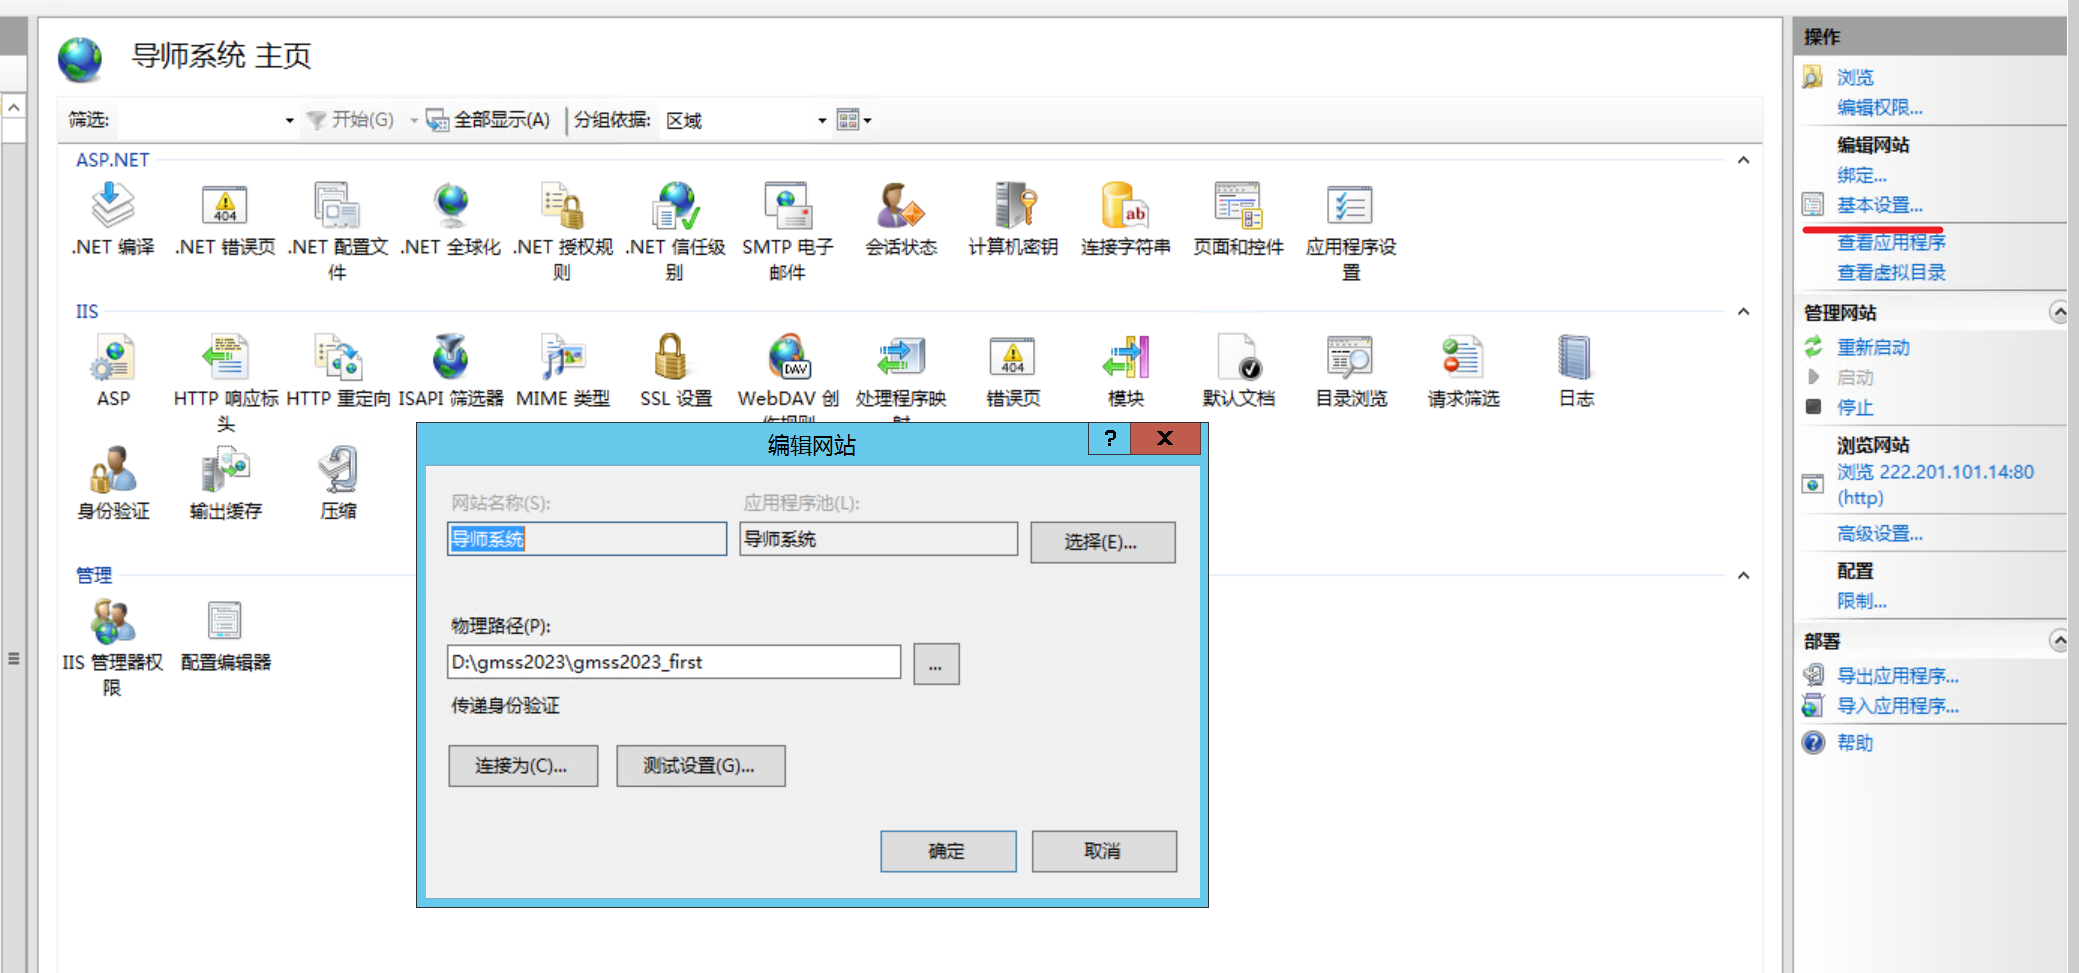 导师系统 主页
筛选:
开始(G)
全部显示(A)
分组依据:
区域
ASP.NET
.NET 编译
.NET 错误页
.NET 配置文件
.NET 全球化
.NET 授权规则
.NET 信任级别
SMTP 电子邮件
会话状态
计算机密钥
连接字符串
页面和控件
应用程序设置
IIS
ASP
HTTP 响应标头
HTTP 重定向
ISAPI 筛选器
MIME 类型
SSL 设置
WebDAV 创作规则
处理程序映射
错误页
模块
默认文档
目录浏览
请求筛选
日志
身份验证
输出缓存
压缩
管理
IIS 管理器权限
配置编辑器
编辑网站
?
X
网站名称(S):
应用程序池(L):
导师系统
导师系统
选择(E)...
物理路径(P):
D:\gmss2023\gmss2023_first
...
传递身份验证
连接为(C)...
测试设置(G)...
确定
取消
操作
浏览
编辑权限...
编辑网站
绑定...
基本设置...
查看应用程序
查看虚拟目录
管理网站
重新启动
启动
停止
浏览网站
浏览 222.201.101.14:80
(http)
高级设置...
配置
限制...
部署
导出应用程序...
导入应用程序...
帮助